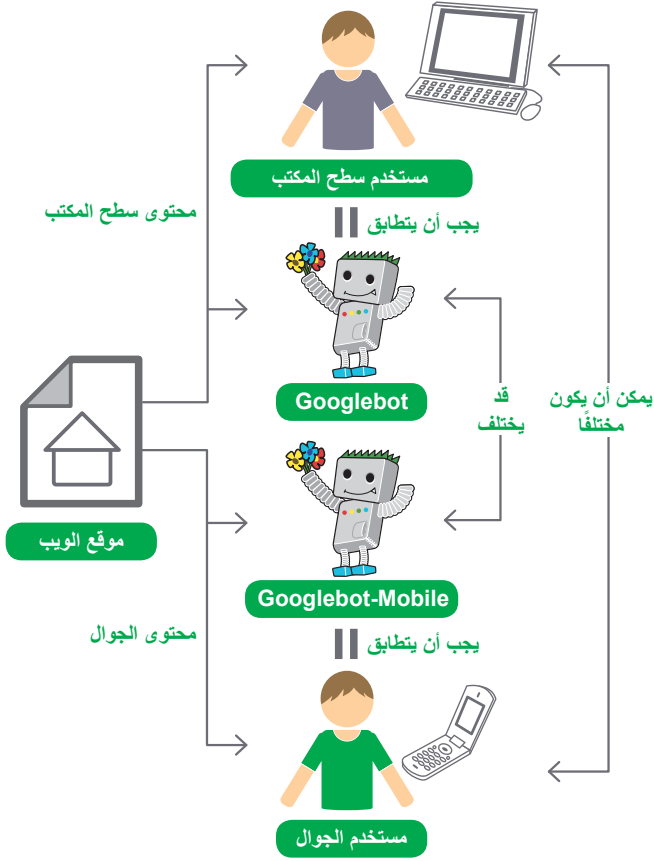 مستخدم سطح المكتب
محتوى سطح المكتب
يجب أن يتطابق
Googlebot
قد
يختلف
يمكن أن يكون
مختلفًا
موقع الويب
Googlebot-Mobile
محتوى الجوال
يجب أن يتطابق
مستخدم الجوال